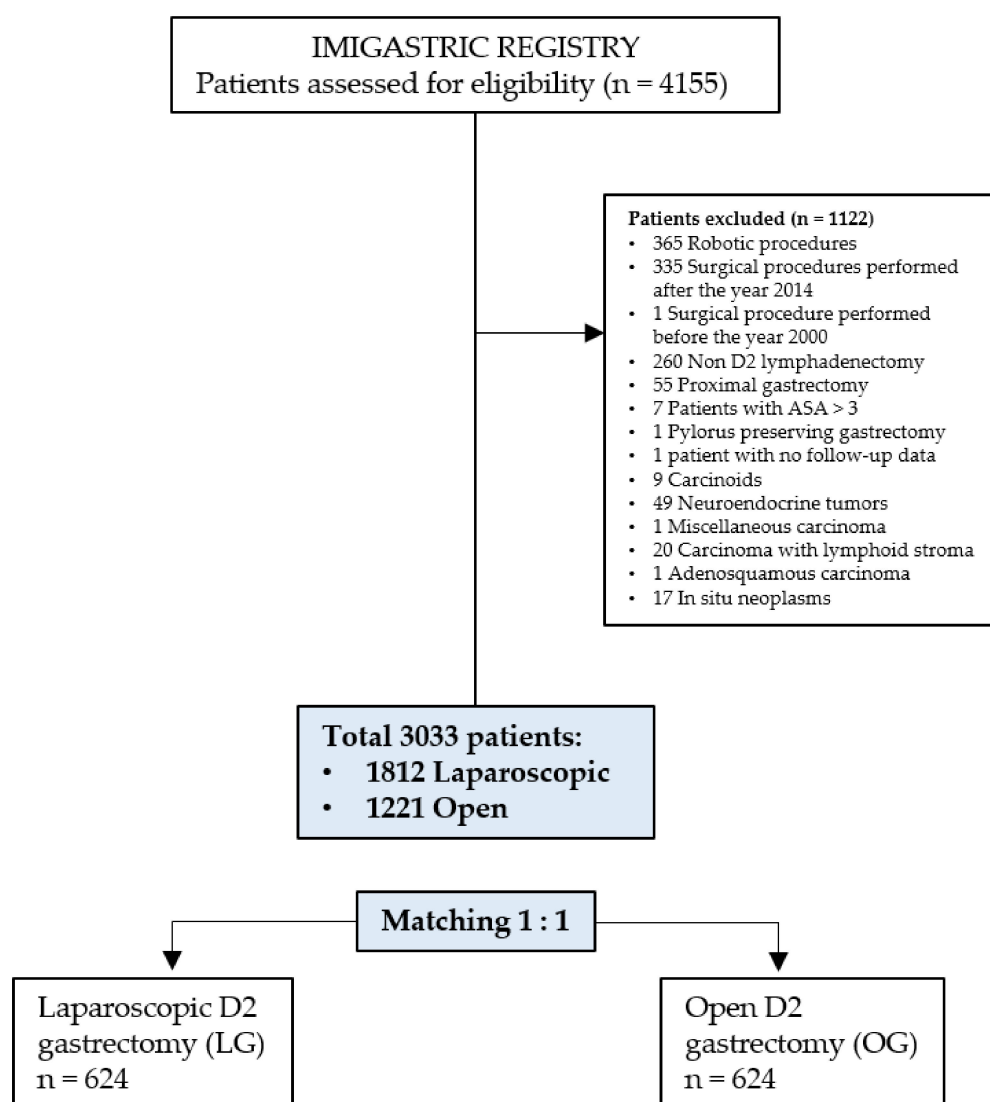 IMIGASTRIC REGISTRY
Patients assessed for eligibility (n = 4155)
Patients excluded (n = 1122)
• 365 Robotic procedures
• 335 Surgical procedures performed
after the year 2014
• 1 Surgical procedure performed
before the year 2000
• 260 Non D2 lymphadenectomy
• 55 Proximal gastrectomy
• 7 Patients with ASA > 3
• 1 Pylorus preserving gastrectomy
• 1 patient with no follow-up data
• 9 Carcinoids
• 49 Neuroendocrine tumors
• 1 Miscellaneous carcinoma
• 20 Carcinoma with lymphoid stroma
• 1 Adenosquamous carcinoma
• 17 In situ neoplasms
Total 3033 patients:
• 1812 Laparoscopic
• 1221 Open
Matching 1 : 1
Laparoscopic D2
gastrectomy (LG)
n = 624
Open D2
gastrectomy (OG)
n = 624